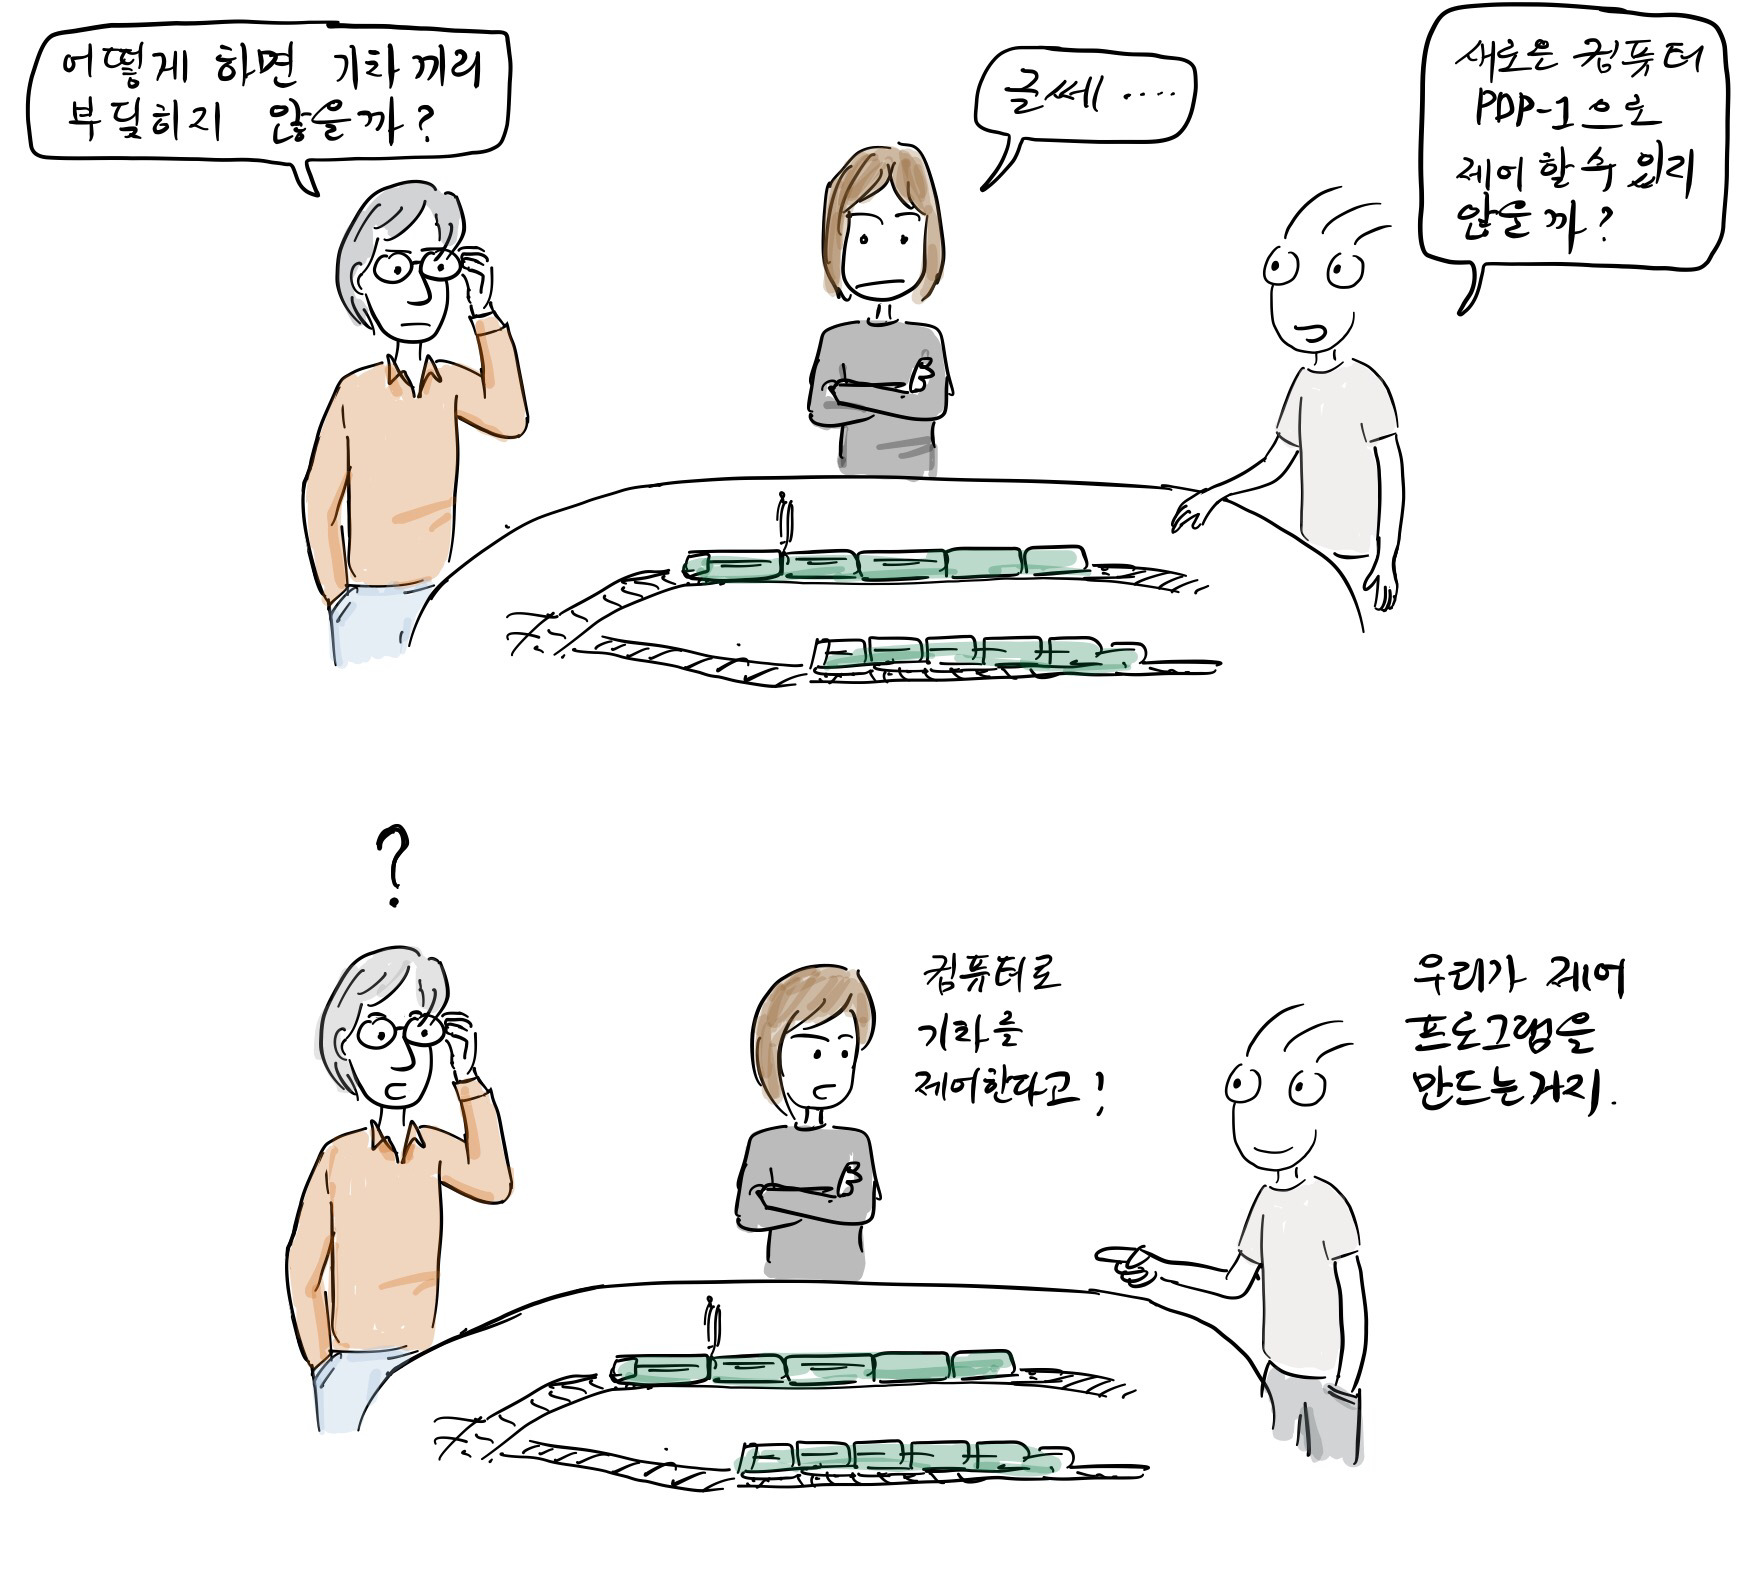 어떻게 하면 기차끼리
부딪히지 않을까?
글쎄 ....
새로운 컴퓨터
PDP-1으로
제어 할 수 있지
않을까?
?
컴퓨터로
기차를
제어한다고!
우리가 제어
프로그램을
만드는거지.